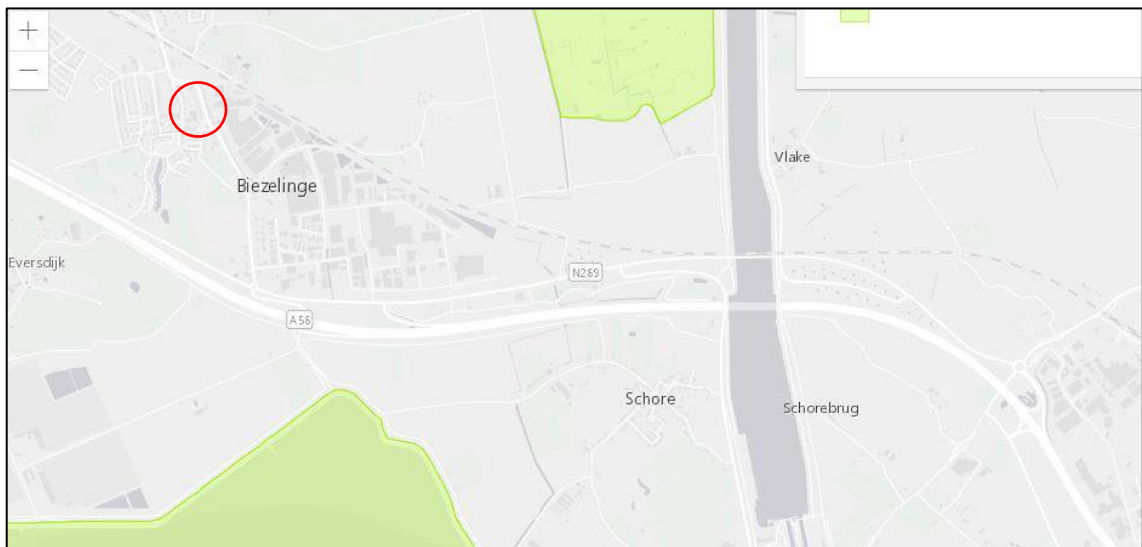 +
−
Vlake
Biezelinge
Eversdijk
N289
A58
Schore
Schorebrug